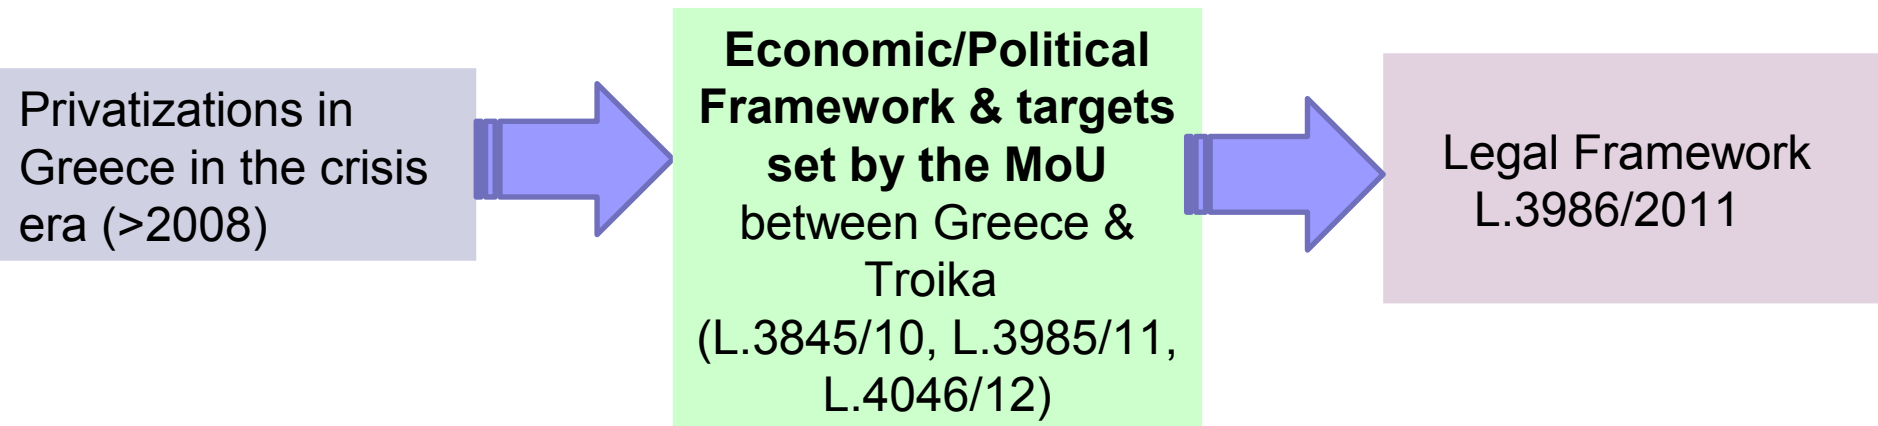 Privatizations in
Greece in the crisis
era (>2008)
Economic/Political
Framework & targets
set by the MoU
between Greece &
Troika
(L.3845/10, L.3985/11,
L.4046/12)
Legal Framework
L.3986/2011